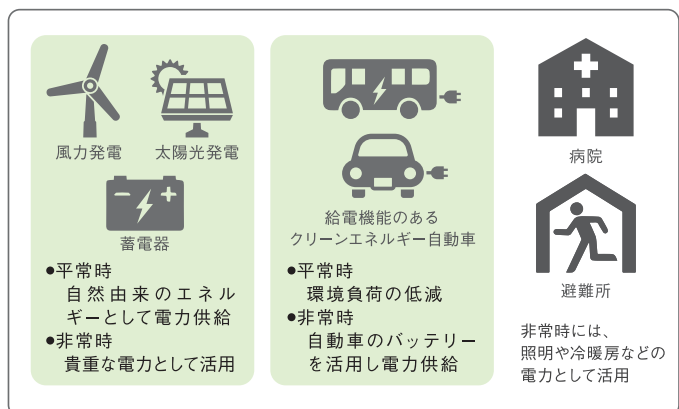 風力発電
太陽光発電
蓄電器
●平常時
自然由来のエネル
ギーとして電力供給
●非常時
貴重な電力として活用
給電機能のある
クリーンエネルギー自動車
●平常時
環境負荷の低減
●非常時
自動車のバッテリー
を活用し電力供給
病院
避難所
非常時には、
照明や冷暖房などの
電力として活用